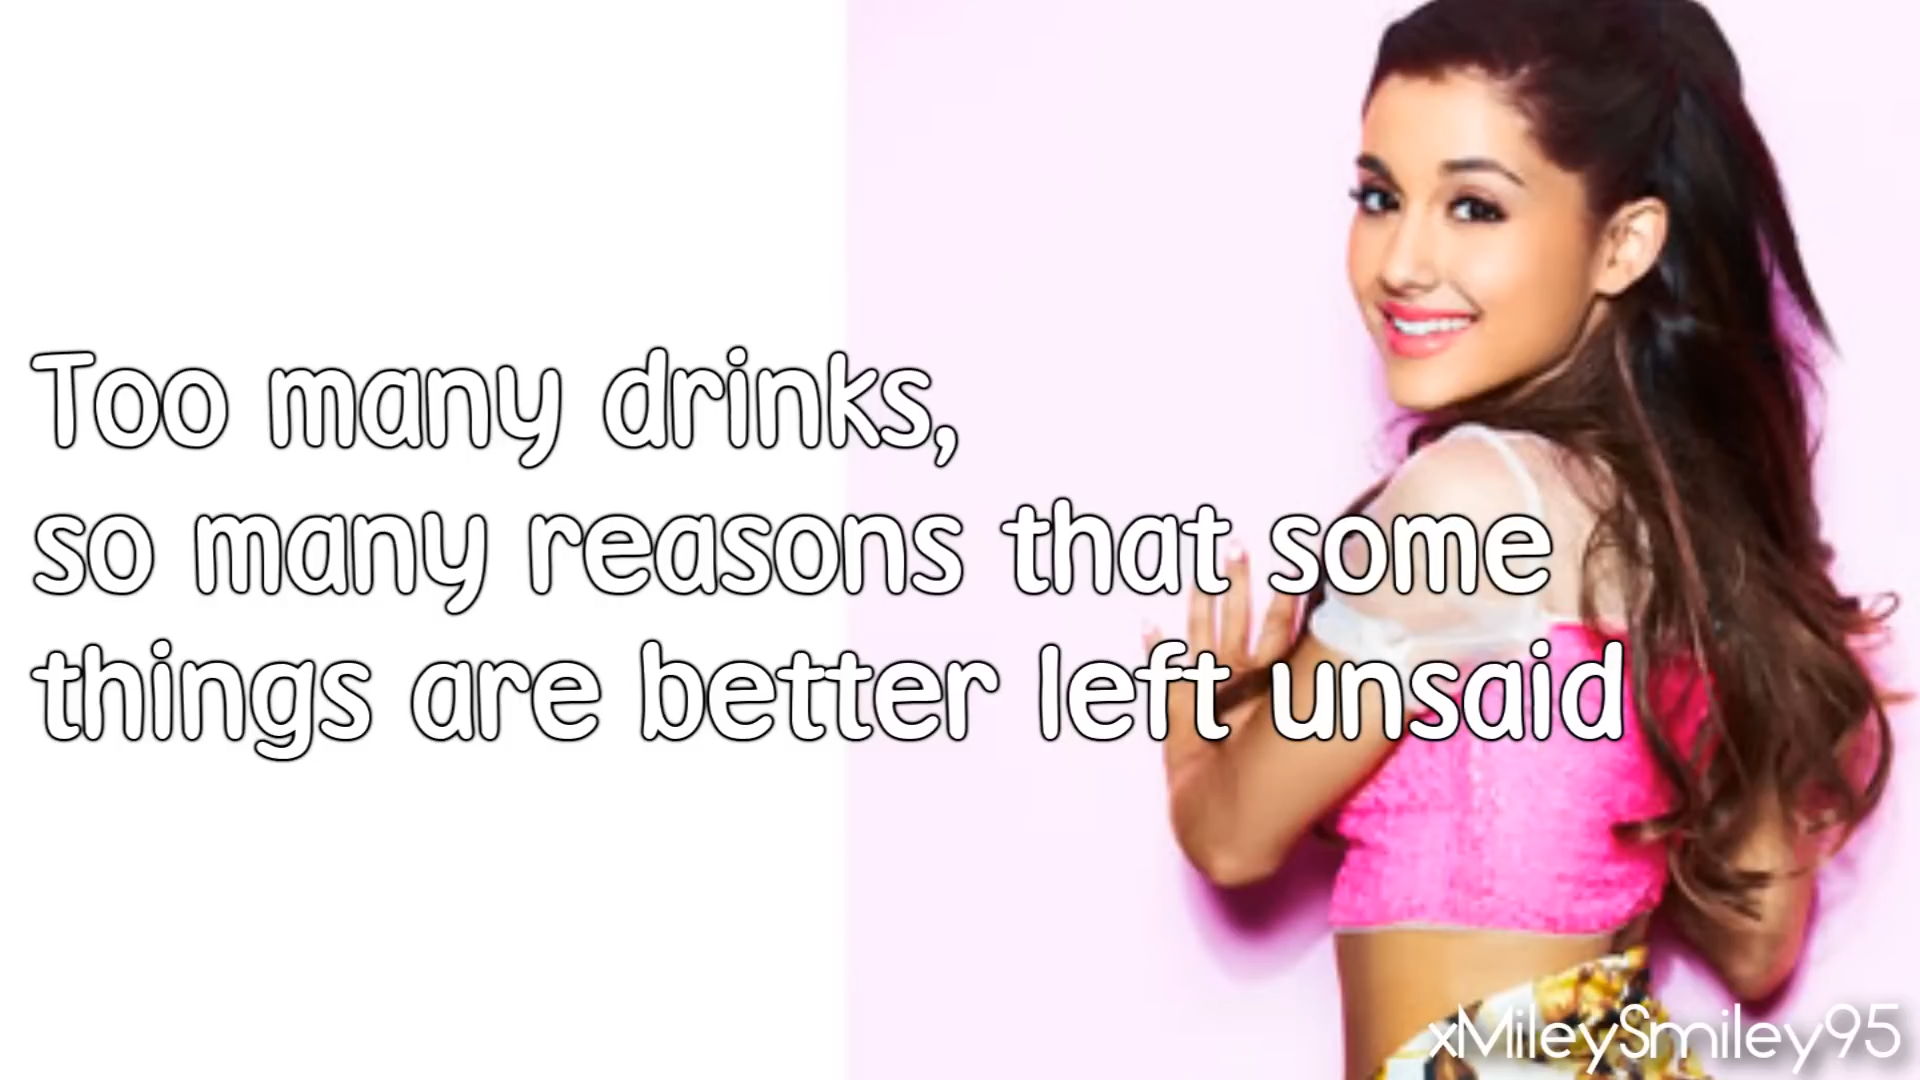 Too many drinks,
so many reasons that some
things are better left unsaid
xMileySmiley95